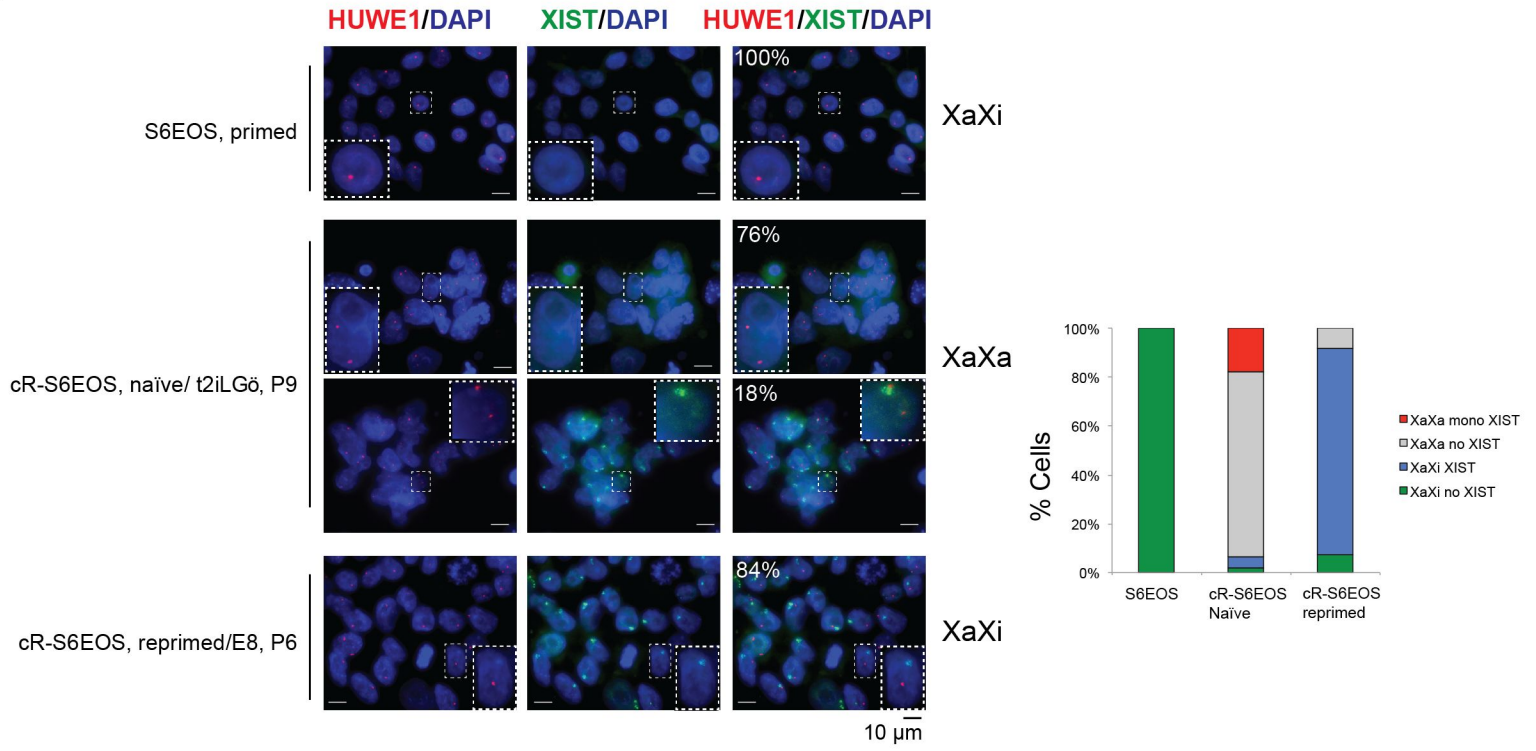 HUWE1/DAPI XIST/DAPI HUWE1/XIST/DAPI
S6EOS, primed
100%
XaXi
cR-S6EOS, naïve/ t2iLGö, P9
76%
18%
XaXa
cR-S6EOS, reprimed/E8, P6
84%
XaXi
10 µm
% Cells
100%
80%
60%
40%
20%
0%
S6EOS
cR-S6EOS
Naïve
cR-S6EOS
reprimed
XaXa mono XIST
XaXa no XIST
XaXi XIST
XaXi no XIST